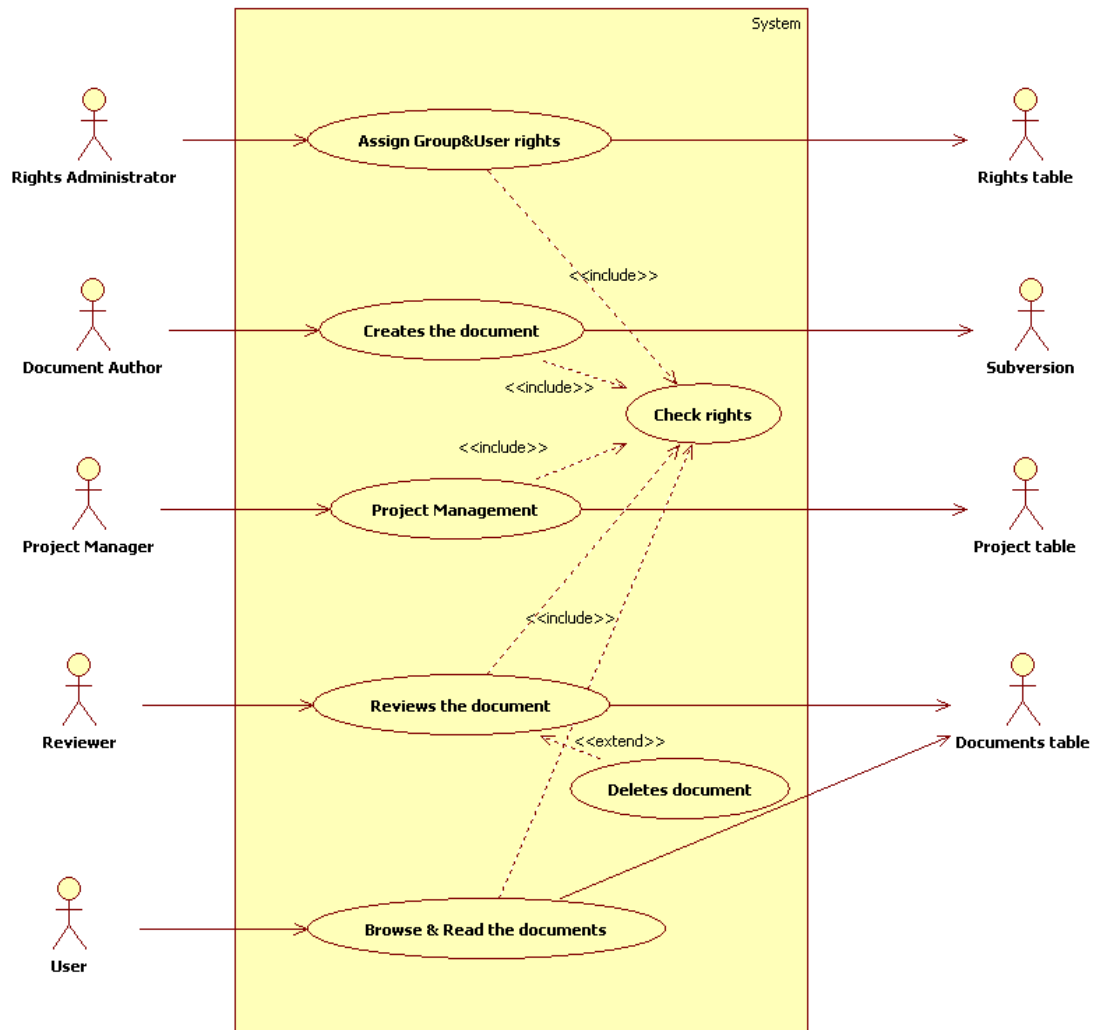 System
Assign Group&User rights
Rights Administrator
Rights table
<<include>>
Creates the document
Document Author
Subversion
<<include>>
Check rights
<<include>>
Project Management
Project Manager
Project table
<<include>>
Reviews the document
Reviewer
Documents table
<<extend>>
Deletes document
Browse & Read the documents
User